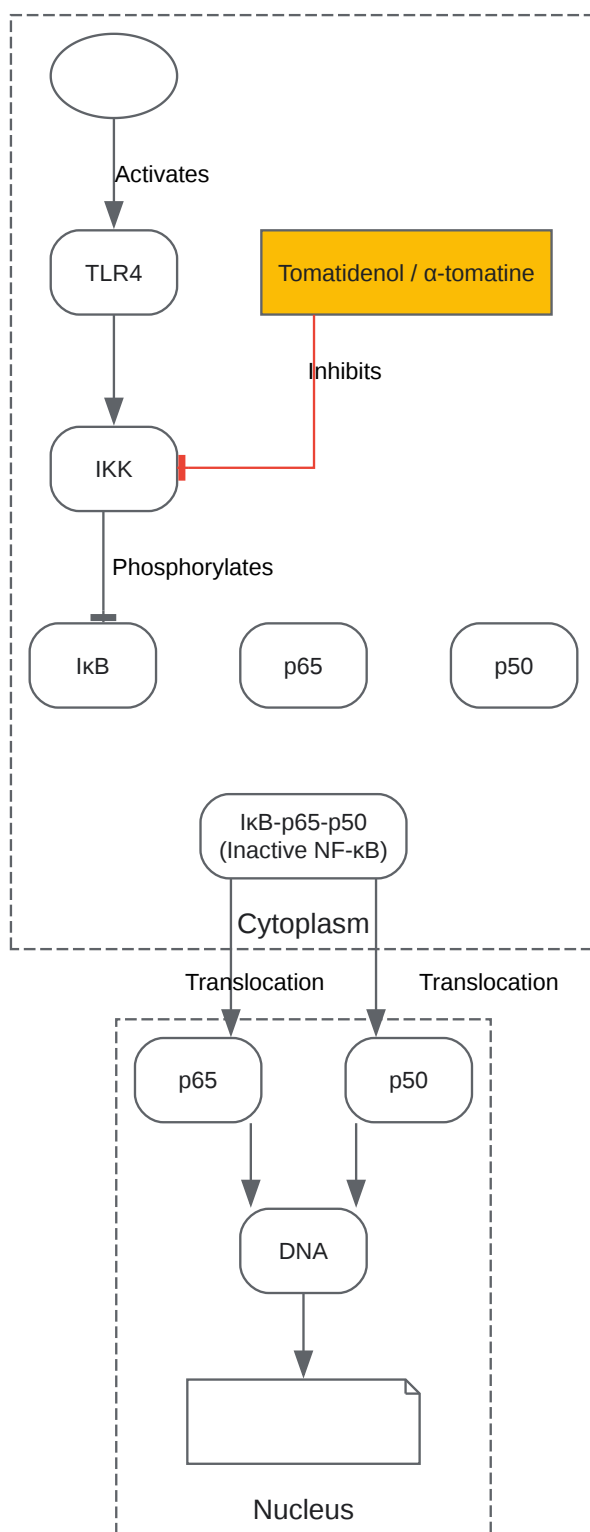 Activates
TLR4
Tomatidenol / α-tomatine
Inhibits
IKK
Phosphorylates
IκB
p65
p50
IκB-p65-p50
(Inactive NF-κB)
Cytoplasm
Translocation
Translocation
p65
p50
DNA
Nucleus